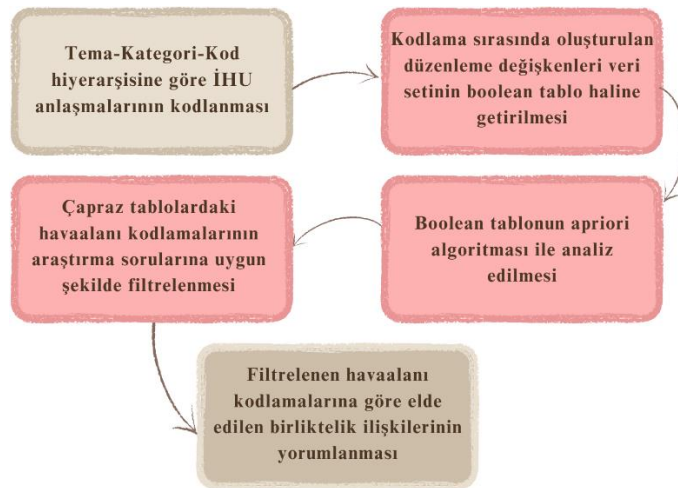 Tema-Kategori-Kod
hiyerarşisine göre İHU
anlaşmalarının kodlanması
Kodlama sırasında oluşturulan
düzenleme değişkenleri veri
setinin boolean tablo haline
getirilmesi
Boolean tablonun apriori
algoritması ile analiz
edilmesi
Çapraz tablolardaki
havaalanı kodlamalarının
araştırma sorularına uygun
şekilde filtrelenmesi
Filtrelenen havaalanı
kodlamalarına göre elde
edilen birliktelik ilişkilerinin
yorumlanması